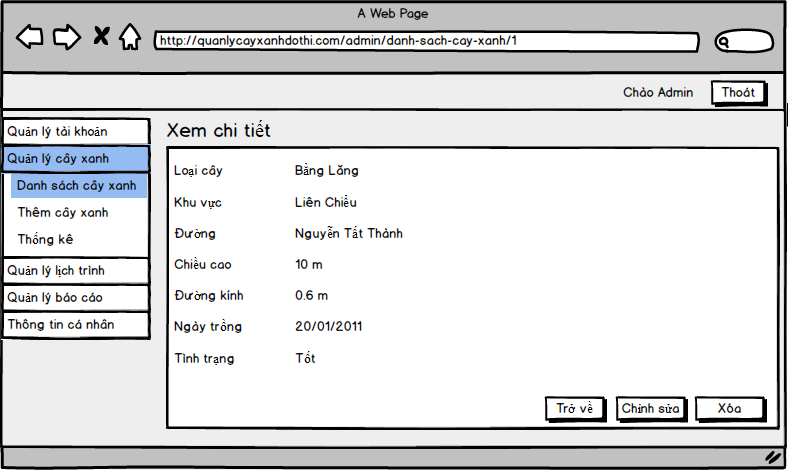 A Web Page
http://quanlycayxanhdothi.com/admin/danh-sach-cay-xanh/1
Chào Admin
Thoát
Quản lý tài khoản
Quản lý cây xanh
Danh sách cây xanh
Thêm cây xanh
Thống kê
Quản lý lịch trình
Quản lý báo cáo
Thông tin cá nhân
Xem chi tiết
Loại cây Bằng Lăng
Khu vực Liên Chiểu
Đường Nguyễn Tất Thành
Chiều cao 10 m
Đường kính 0.6 m
Ngày trồng 20/01/2011
Tình trạng Tốt
Trở về
Chỉnh sửa
Xóa